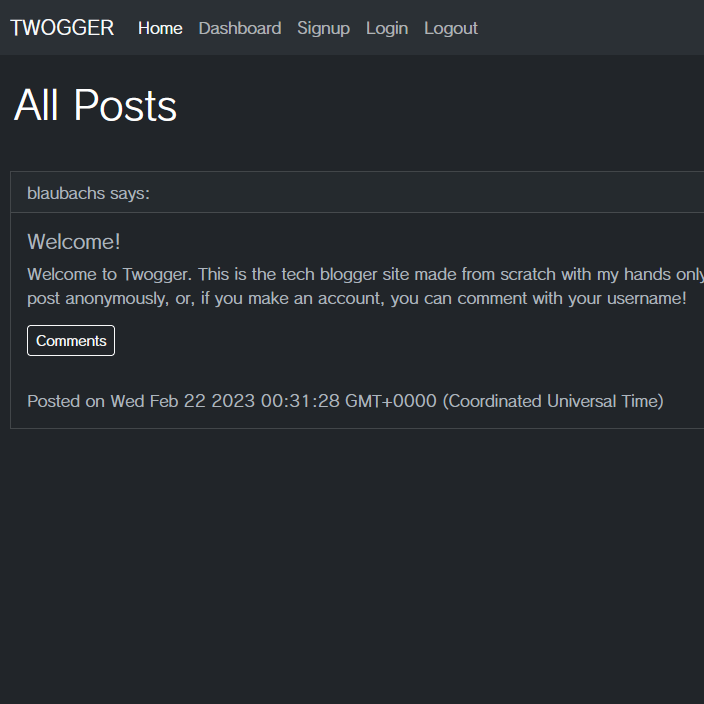 TWOGGER Home Dashboard Signup Login Logout
All Posts
blaubachs says:
Welcome!
Welcome to Twogger. This is the tech blogger site made from scratch with my hands only
post anonymously, or, if you make an account, you can comment with your username!
Comments
Posted on Wed Feb 22 2023 00:31:28 GMT+0000 (Coordinated Universal Time)